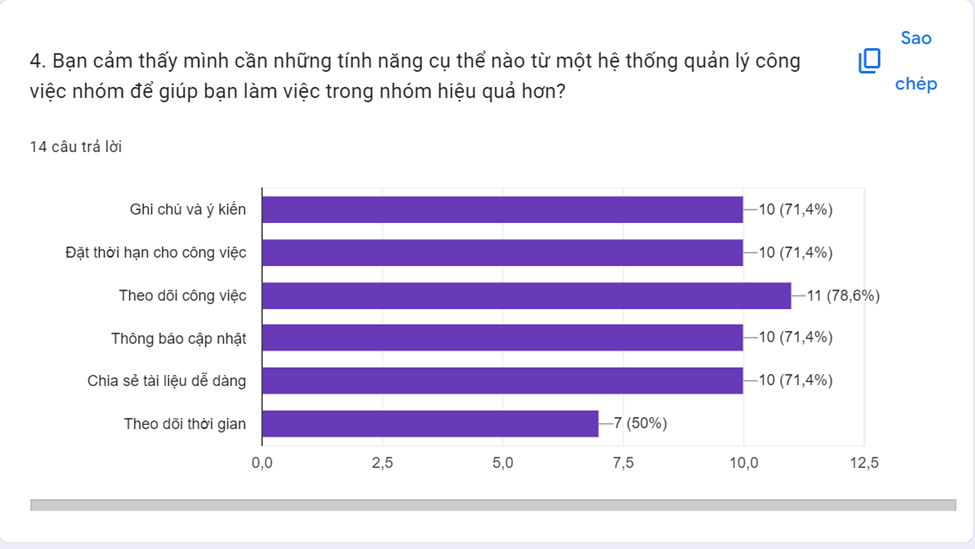 4. Bạn cảm thấy mình cần những tính năng cụ thể nào từ một hệ thống quản lý công
việc nhóm để giúp bạn làm việc trong nhóm hiệu quả hơn?
Sao
chép
14 câu trả lời
Ghi chú và ý kiến
10 (71,4%)
Đặt thời hạn cho công việc
10 (71,4%)
Theo dõi công việc
11 (78,6%)
Thông báo cập nhật
10 (71,4%)
Chia sẻ tài liệu dễ dàng
10 (71,4%)
Theo dõi thời gian
7 (50%)
0,0 2,5 5,0 7,5 10,0 12,5